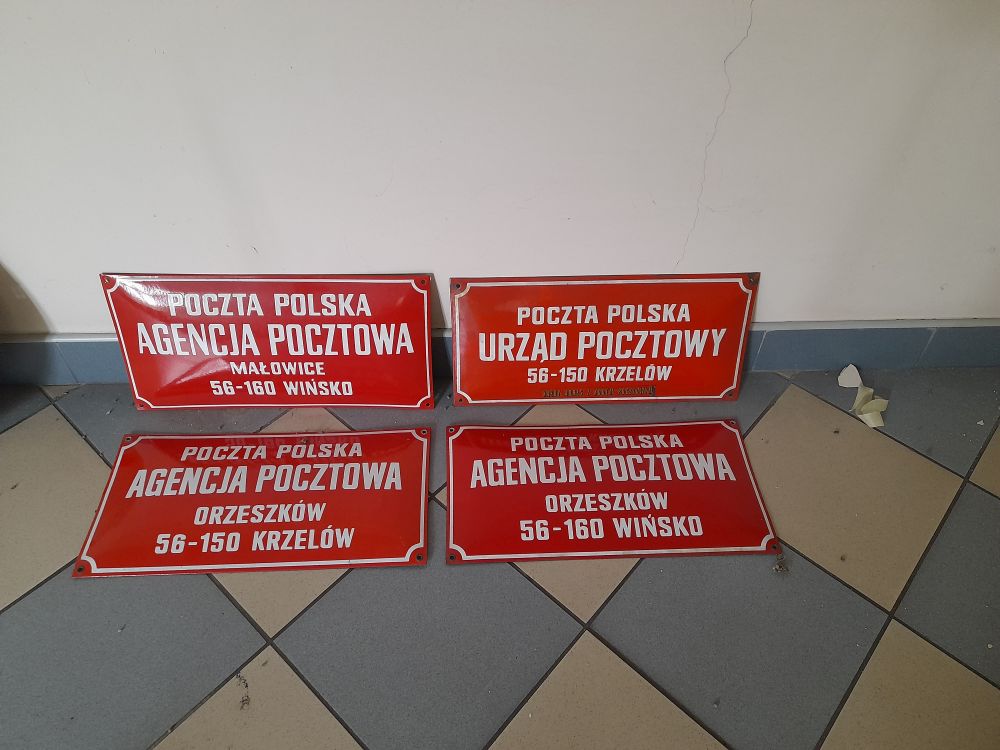 POCZTA POLSKA
AGENCJA POCZTOWA
MAŁOWICE
56-160 WIŃSKO
POCZTA POLSKA
URZĄD POCZTOWY
56-150 KRZELÓW
POCZTA POLSKA
AGENCJA POCZTOWA
ORZESZKÓW
56-150 KRZELÓW
POCZTA POLSKA
AGENCJA POCZTOWA
ORZESZKÓW
56-160 WIŃSKO